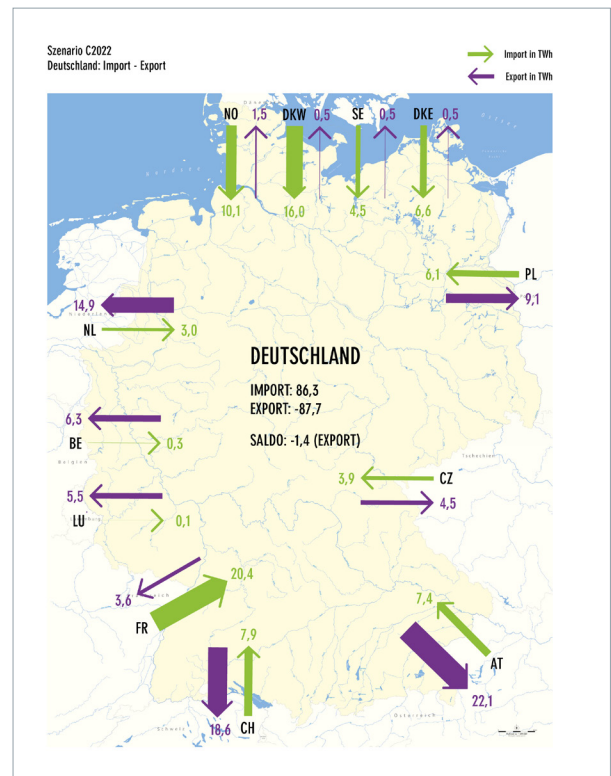 Szenario C2022
Deutschland: Import - Export
Import in TWh
Export in TWh
NO 1,5 DKW 0,5 SE 0,5 DKE 0,5
10,1 16,0 4,5 6,6
6,1 PL
14,9 9,1
NL 3,0
DEUTSCHLAND
IMPORT: 86,3
EXPORT: -87,7
SALDO: -1,4 (EXPORT)
6,3
BE 0,3
Belgien
Tschechien
3,9 CZ
5,5 4,5
LU 0,1
20,4
3,6
FR
7,4
7,9 AT
22,1
18,6 CH
Schweiz
Österreich